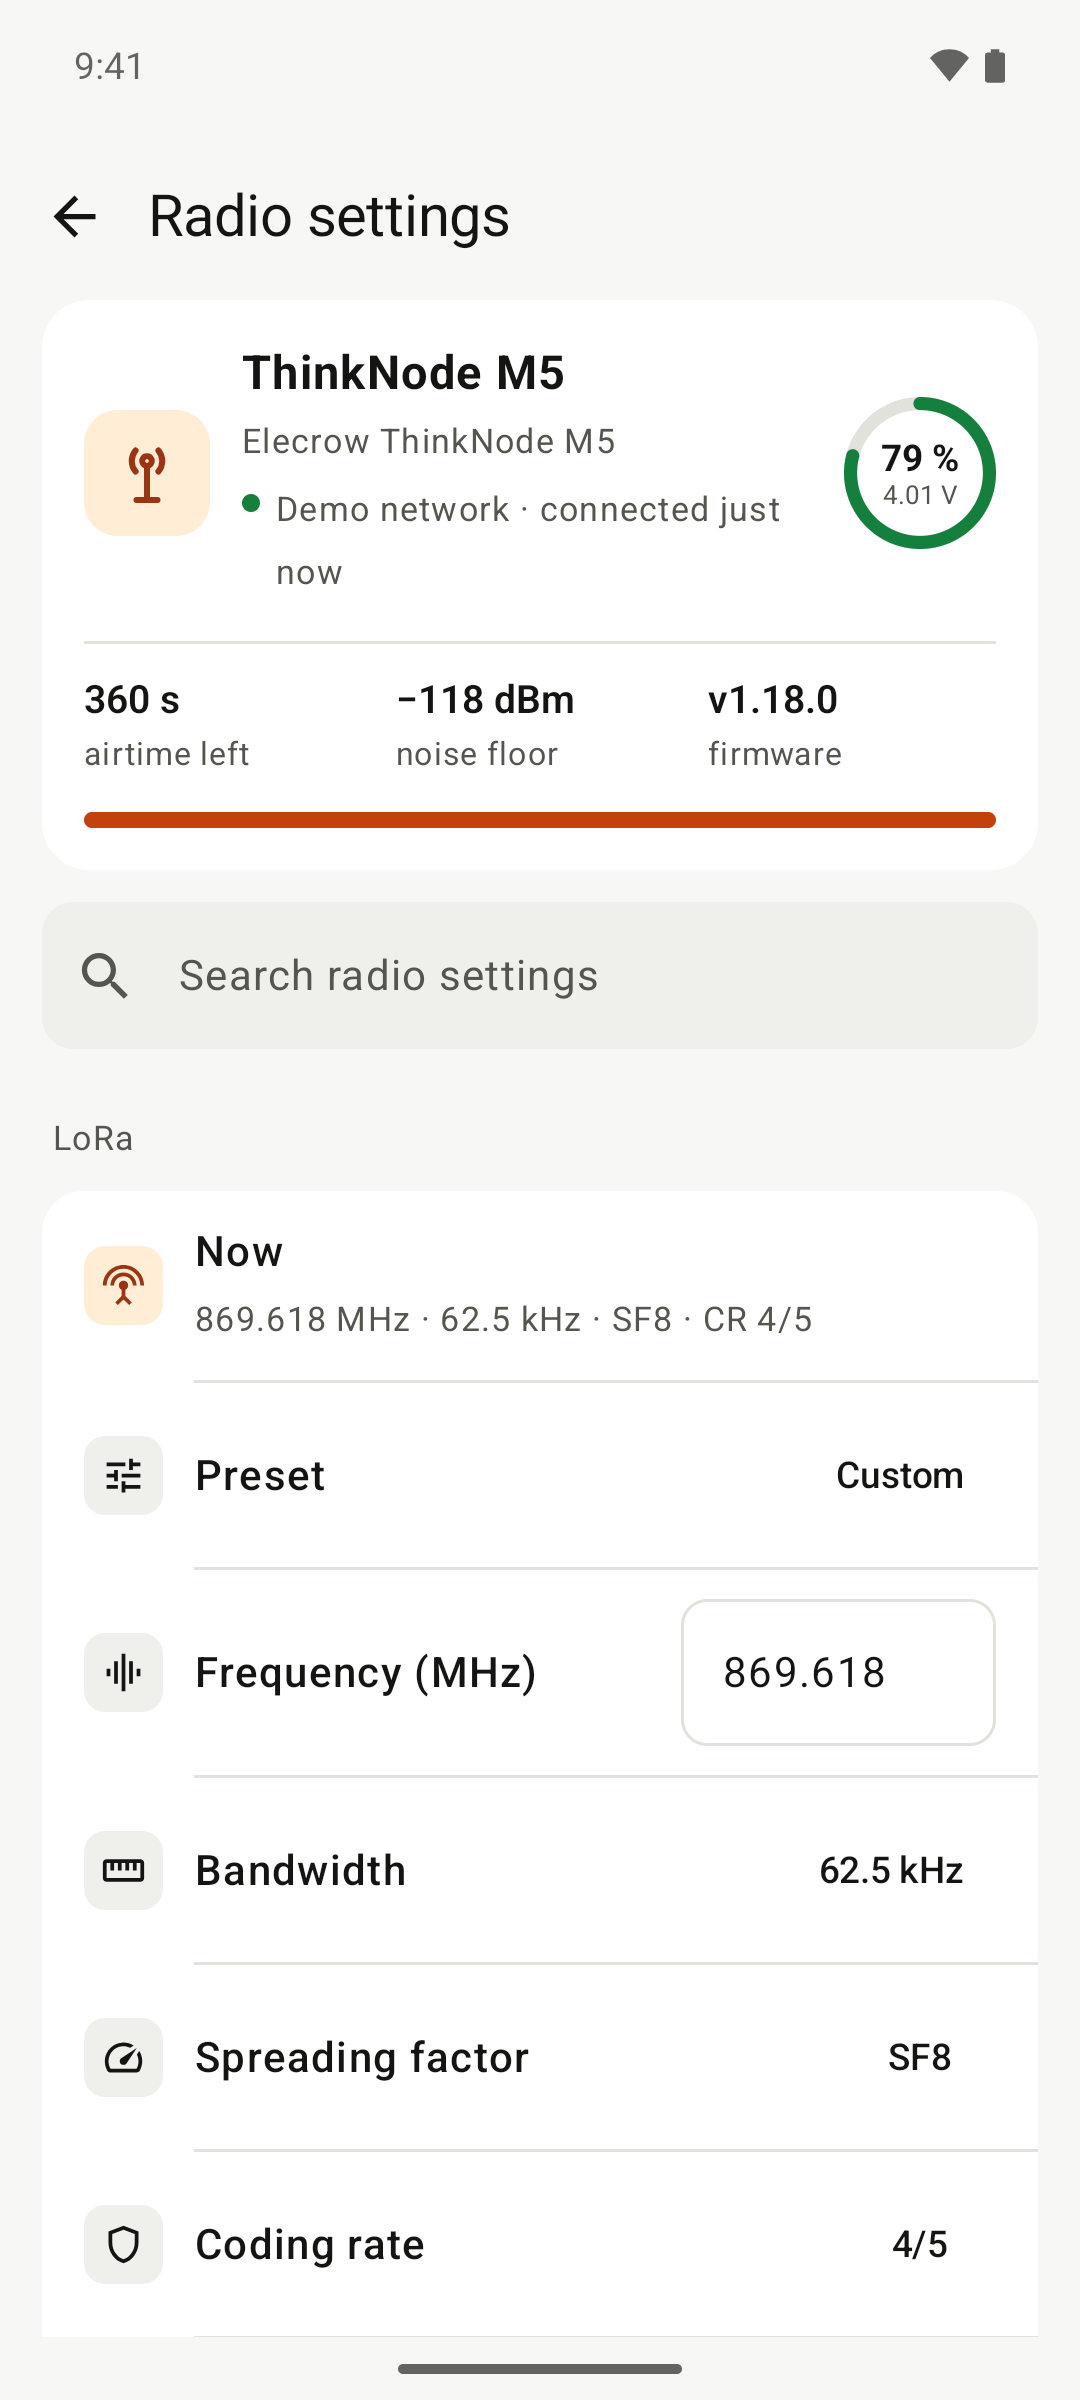 9:41
Radio settings
ThinkNode M5
Elecrow ThinkNode M5
Demo network · connected just
now
79 %
4.01 V
360 s
airtime left
−118 dBm
noise floor
v1.18.0
firmware
Search radio settings
LoRa
Now
869.618 MHz · 62.5 kHz · SF8 · CR 4/5
Preset
Custom
Frequency (MHz)
869.618
Bandwidth
62.5 kHz
Spreading factor
SF8
Coding rate
4/5